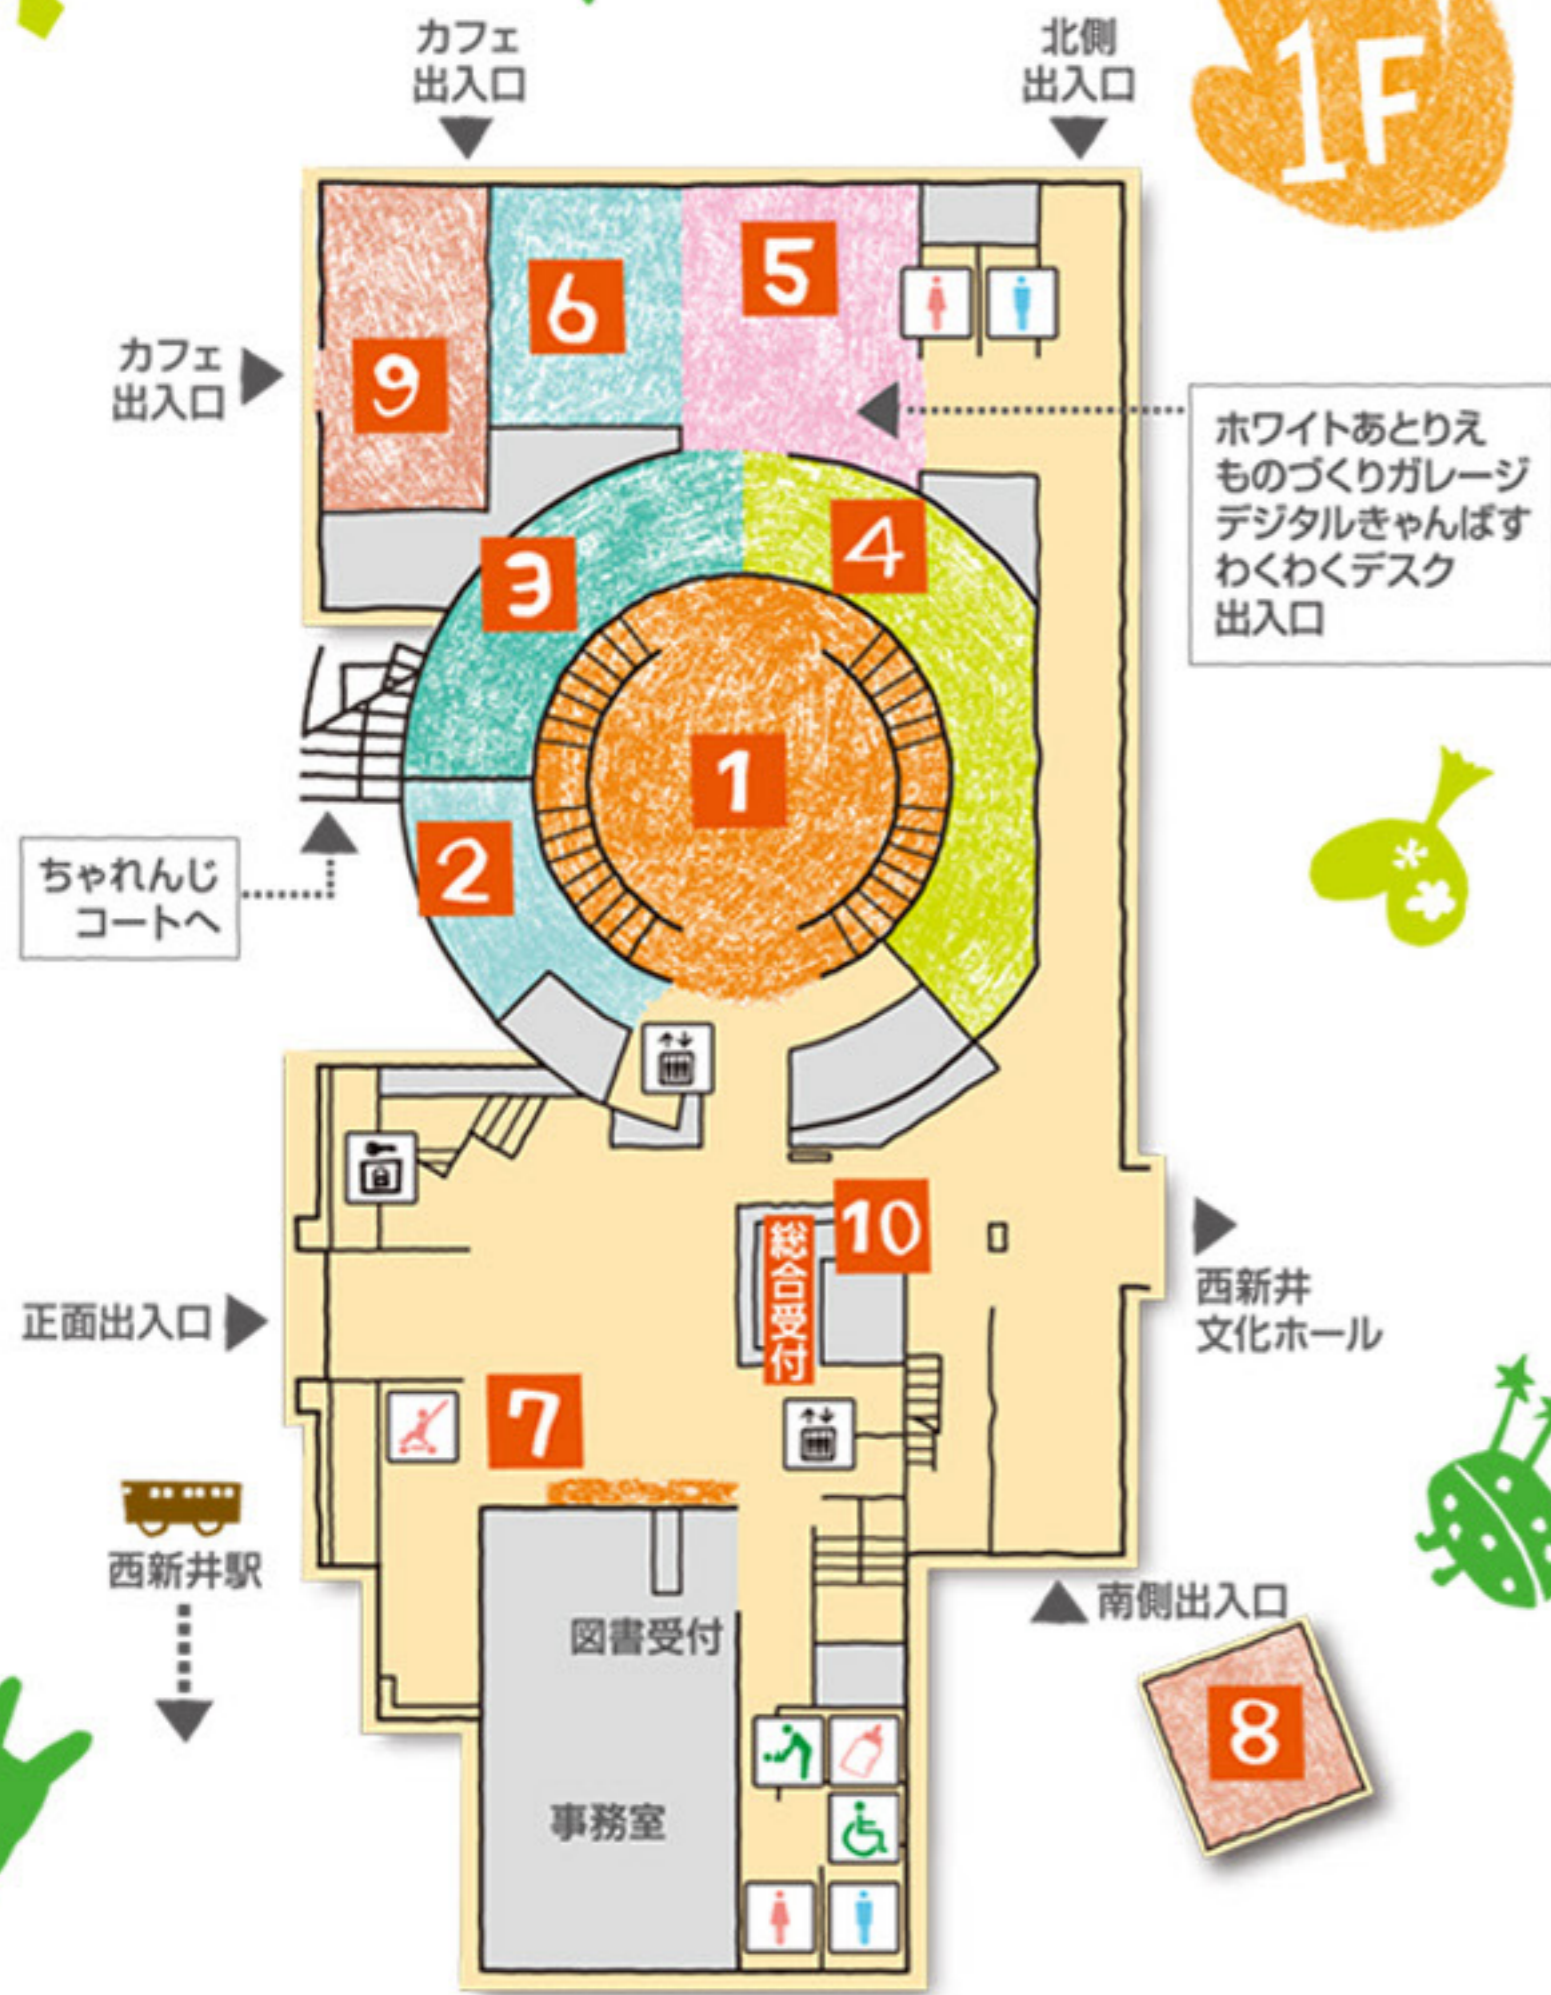 カフェ
出入口
北側
出入口
1F
5
6
カフェ
出入口
9
ホワイトあとりえ
ものづくりガレージ
デジタルきゃんばす
わくわくデスク
出入口
4
3
1
2
ちゃれんじ
コートへ
10
総合受付
正面出入口
西新井
文化ホール
7
西新井駅
南側出入口
図書受付
8
事務室